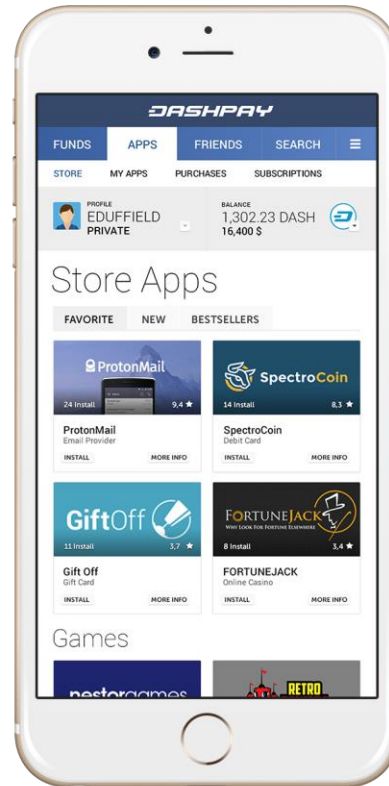 DASHPAY
FUNDS APPS FRIENDS SEARCH
STORE MY APPS PURCHASES SUBSCRIPTIONS
PROFILE
EDUFFIELD
PRIVATE
BALANCE
1,302.23 DASH
16,400 $
Store Apps
FAVORITE NEW BESTSELLERS
ProtonMail
24 Install 9,4 ★
ProtonMail
Email Provider
INSTALL MORE INFO
SpectroCoin
14 Install 8,3 ★
SpectroCoin
Debit Card
INSTALL MORE INFO
GiftOff
11 Install 3,7 ★
Gift Off
Gift Card
INSTALL MORE INFO
FORTUNEJACK
WHY LOOK FOR FORTUNE ELSEWHERE
8 Install 3,4 ★
FORTUNEJACK
Online Casino
INSTALL MORE INFO
Games
nestorgames
RETRO